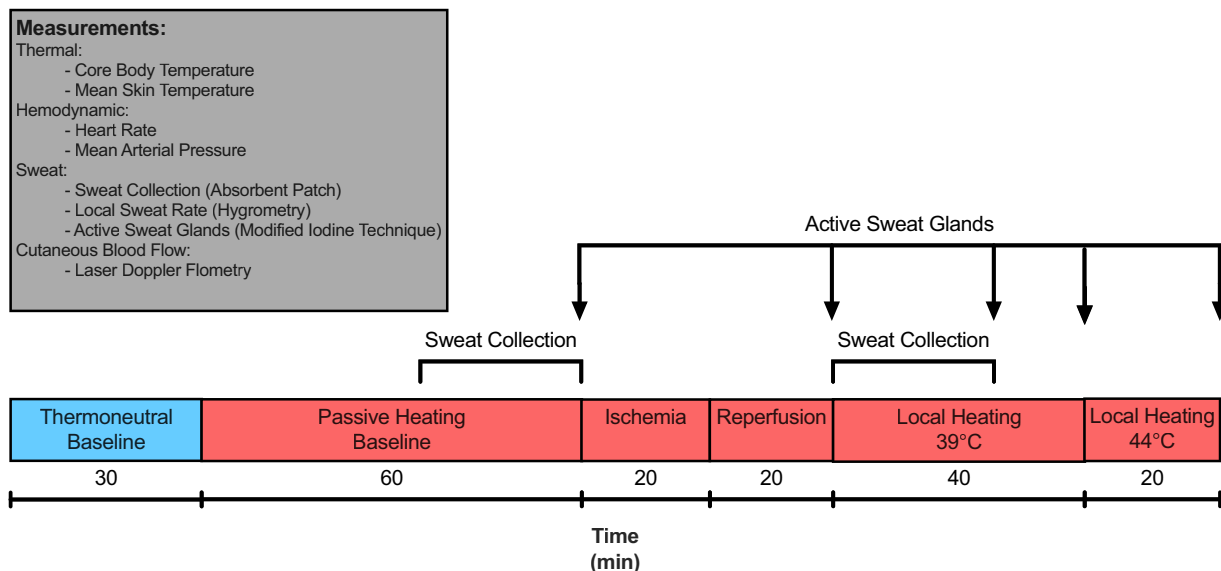 Measurements:
Thermal:
- Core Body Temperature
- Mean Skin Temperature
Hemodynamic:
- Heart Rate
- Mean Arterial Pressure
Sweat:
- Sweat Collection (Absorbent Patch)
- Local Sweat Rate (Hygrometry)
- Active Sweat Glands (Modified Iodine Technique)
Cutaneous Blood Flow:
- Laser Doppler Flometry
Active Sweat Glands
Sweat Collection
Sweat Collection
Thermoneutral
Baseline
Passive Heating
Baseline
Ischemia
Reperfusion
Local Heating
39°C
Local Heating
44°C
30
60
20
20
40
20
Time
(min)